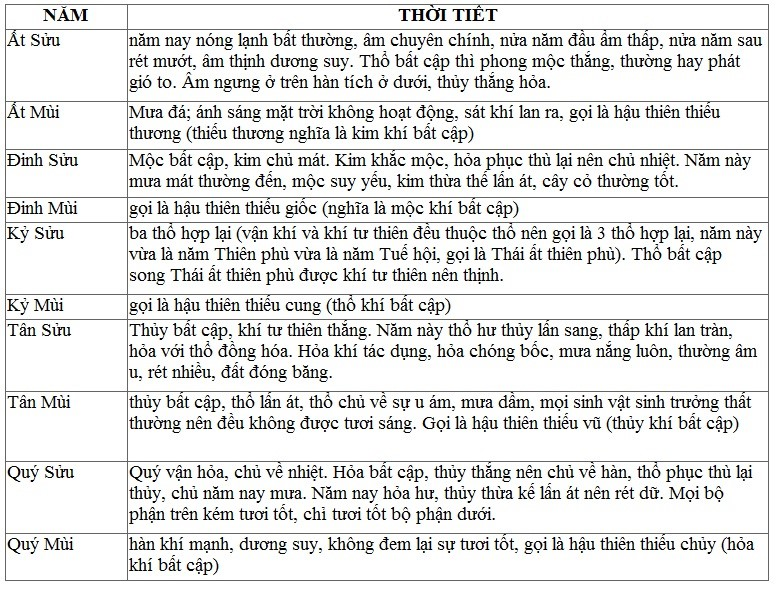 NĂM THỜI TIẾT
Ất Sửu năm nay nóng lạnh bất thường, âm chuyên chính, nửa năm đầu ẩm thấp, nửa năm sau
rét mướt, âm thịnh dương suy. Thổ bất cập thì phong mộc thắng, thường hay phát
gió to. Âm ngưng ở trên hàn tích ở dưới, thủy thắng hỏa.
Ất Mùi Mưa đá; ánh sáng mặt trời không hoạt động, sát khí lan ra, gọi là hậu thiên thiếu
thương (thiếu thương nghĩa là kim khí bất cập)
Đinh Sửu Mộc bất cập, kim chủ mát. Kim khắc mộc, hỏa phục thù lại nên chủ nhiệt. Năm này
mưa mát thường đến, mộc suy yếu, kim thừa thế lấn át, cây cỏ thường tốt.
Đinh Mùi gọi là hậu thiên thiếu giốc (nghĩa là mộc khí bất cập)
Kỷ Sửu ba thổ hợp lại (vận khí và khí tư thiên đều thuộc thổ nên gọi là 3 thổ hợp lại, năm này
vừa là năm Thiên phù vừa là năm Tuế hội, gọi là Thái ất thiên phù). Thổ bất cập
song Thái ất thiên phù được khí tư thiên nên thịnh.
Kỷ Mùi gọi là hậu thiên thiếu cung (thổ khí bất cập)
Tân Sửu Thủy bất cập, khí tư thiên thắng. Năm này thổ hư thủy lấn sang, thấp khí lan tràn,
hỏa với thổ đồng hóa. Hỏa khí tác dụng, hỏa chóng bốc, mưa nắng luôn, thường âm
u, rét nhiều, đất đóng băng.
Tân Mùi thủy bất cập, thổ lấn át, thổ chủ về sự u ám, mưa dầm, mọi sinh vật sinh trưởng thất
thường nên đều không được tươi sáng. Gọi là hậu thiên thiếu vũ (thủy khí bất cập)
Quý Sửu Quý vận hỏa, chủ về nhiệt. Hỏa bất cập, thủy thắng nên chủ về hàn, thổ phục thù lại
thủy, chủ năm nay mưa. Năm nay hỏa hư, thủy thừa kế lấn át nên rét dữ. Mọi bộ
phận trên kém tươi tốt, chỉ tươi tốt bộ phận dưới.
Quý Mùi hàn khí mạnh, dương suy, không đem lại sự tươi tốt, gọi là hậu thiên thiếu chủy (hỏa
khí bất cập)